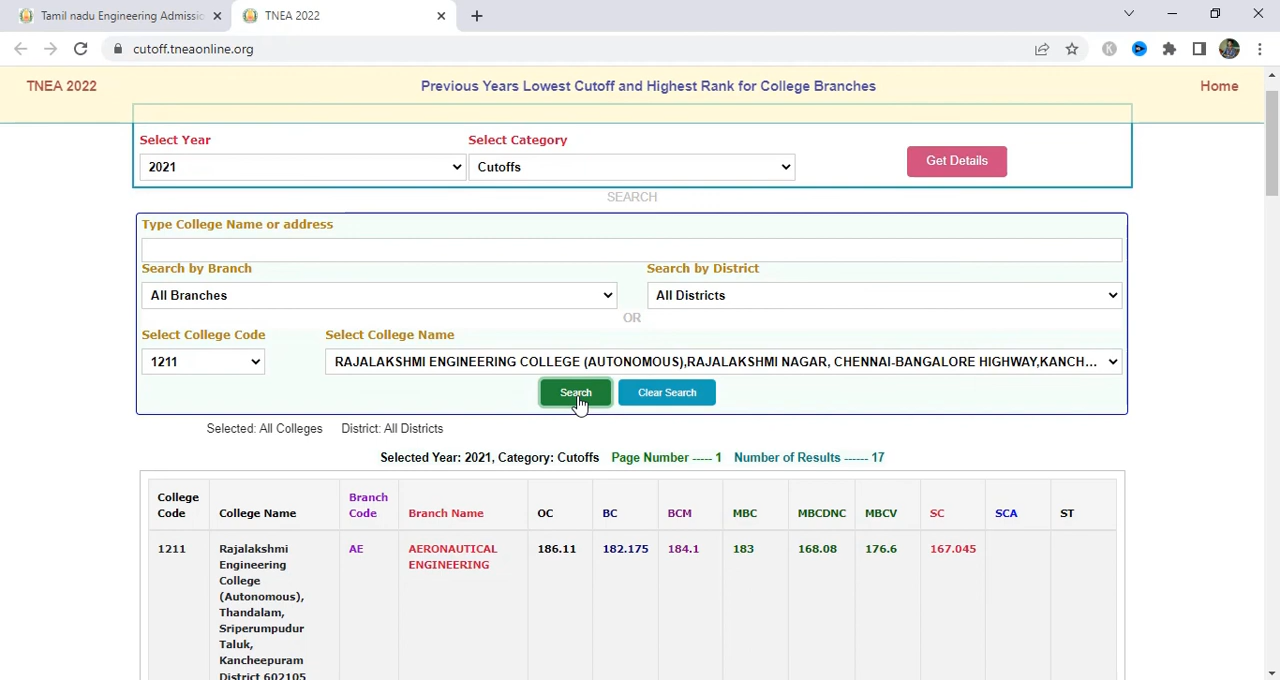 Tamil nadu Engineering Admissi
TNEA 2022
cutoff.tneaonline.org
K
TNEA 2022
Previous Years Lowest Cutoff and Highest Rank for College Branches
Home
Select Year
Select Category
2021
Cutoffs
Get Details
SEARCH
Type College Name or address
Search by Branch
Search by District
All Branches
All Districts
OR
Select College Code
Select College Name
1211
RAJALAKSHMI ENGINEERING COLLEGE (AUTONOMOUS),RAJALAKSHMI NAGAR, CHENNAI-BANGALORE HIGHWAY,KANCH...
Search
Clear Search
Selected: All Colleges District: All Districts
Selected Year: 2021, Category: Cutoffs Page Number ----- 1 Number of Results ------ 17
College Code
College Name
Branch Code
Branch Name
OC
BC
BCM
MBC
MBCDNC
MBCV
SC
SCA
ST
1211
Rajalakshmi
Engineering
College
(Autonomous),
Thandalam,
Sriperumpudur
Taluk,
Kancheepuram
District 602105
AE
AERONAUTICAL
ENGINEERING
186.11
182.175
184.1
183
168.08
176.6
167.045